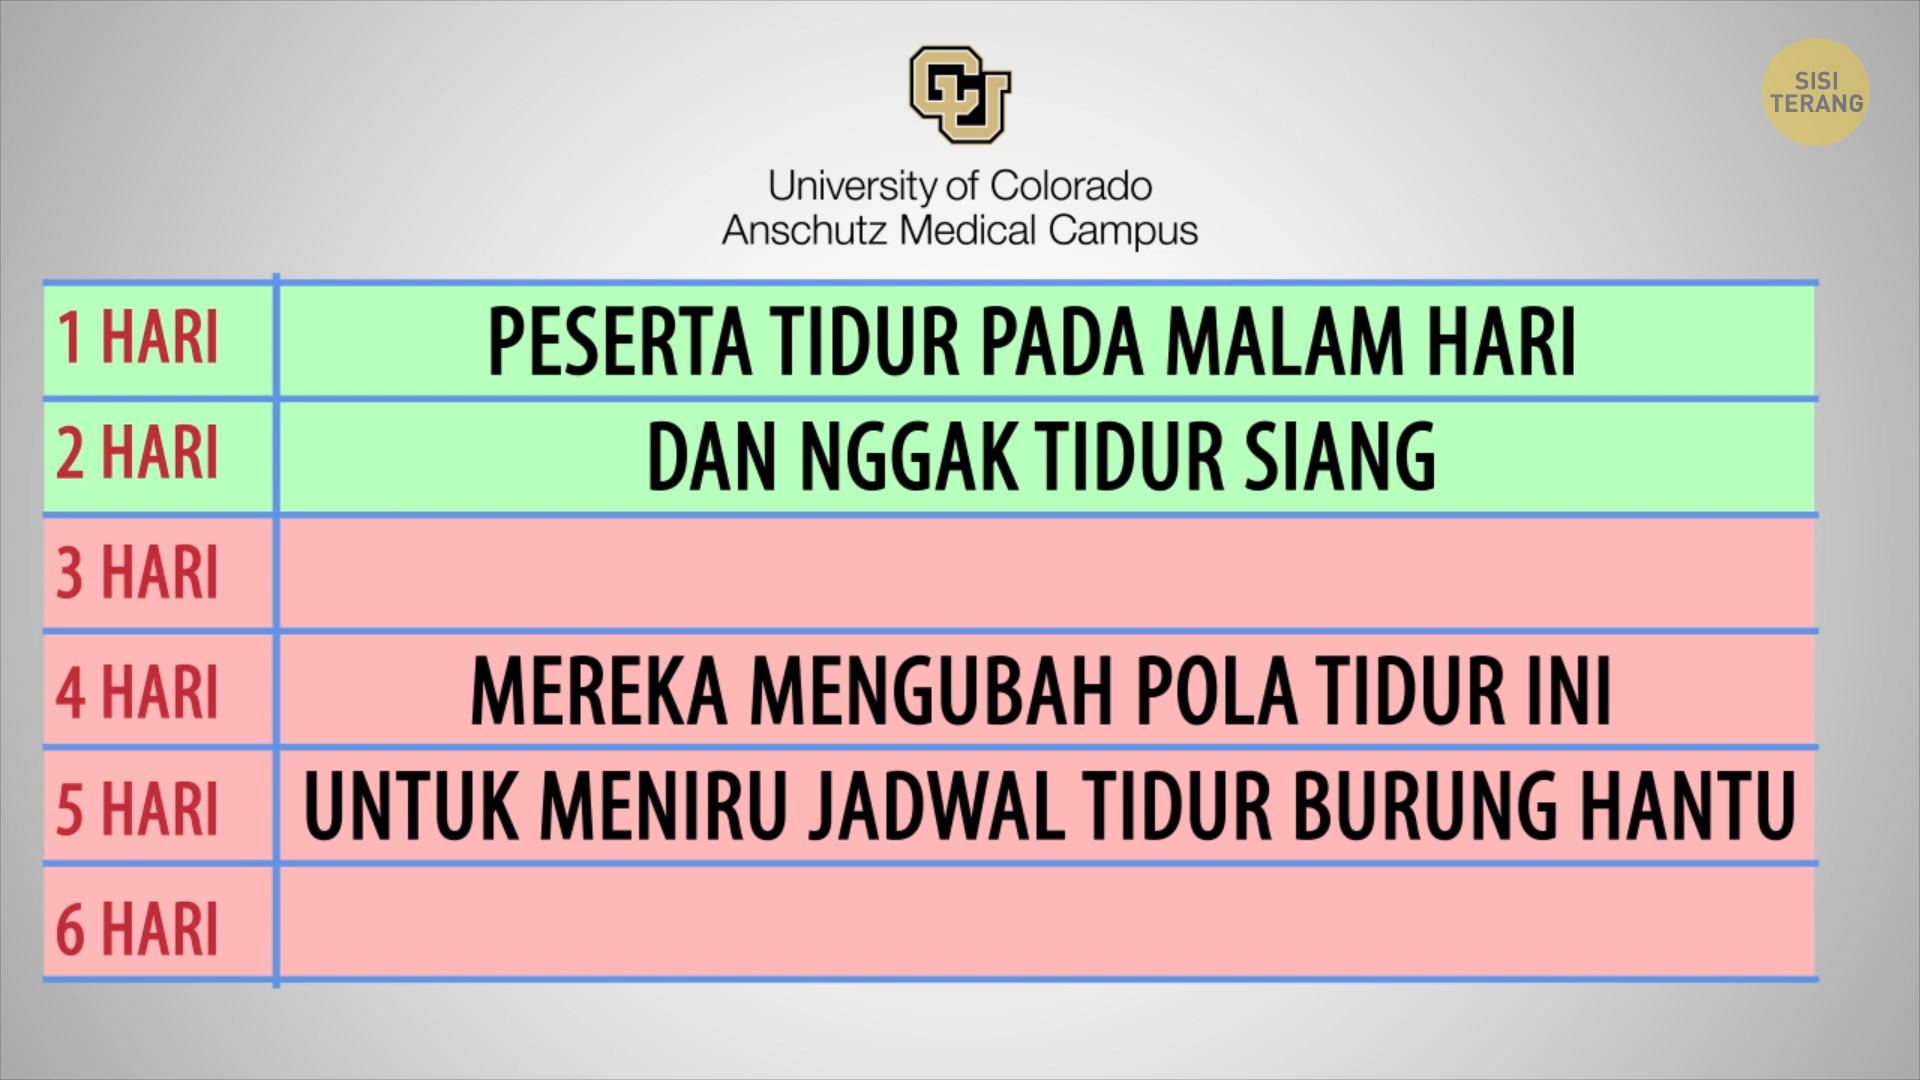 CU
University of Colorado
Anschutz Medical Campus
SISI
TERANG
1 HARI
PESERTA TIDUR PADA MALAM HARI
2 HARI
DAN NGGAK TIDUR SIANG
3 HARI
4 HARI
MEREKA MENGUBAH POLA TIDUR INI
5 HARI
UNTUK MENIRU JADWAL TIDUR BURUNG HANTU
6 HARI